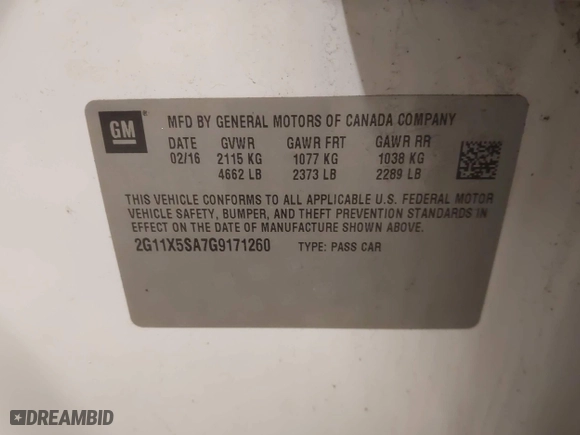 GM
MFD BY GENERAL MOTORS OF CANADA COMPANY
DATE GVWR GAWR FRT GAWR RR
02/16 2115 KG 1077 KG 1038 KG
4662 LB 2373 LB 2289 LB
THIS VEHICLE CONFORMS TO ALL APPLICABLE U.S. FEDERAL MOTOR
VEHICLE SAFETY, BUMPER, AND THEFT PREVENTION STANDARDS IN
EFFECT ON THE DATE OF MANUFACTURE SHOWN ABOVE.
2G11X5SA7G9171260 TYPE: PASS CAR
DREAMBID